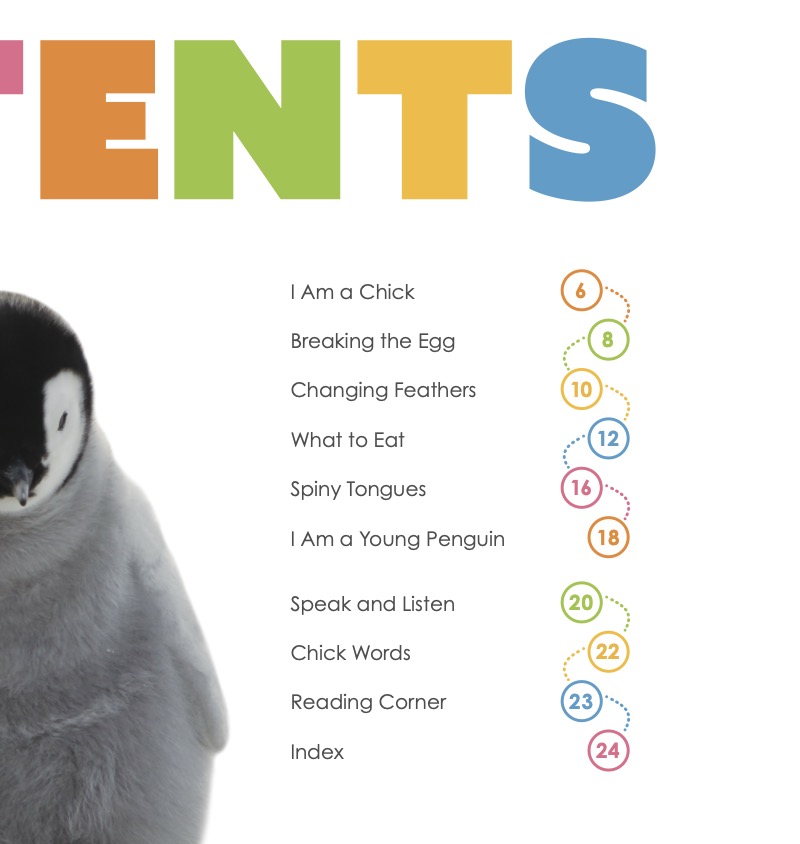 TENTS
I Am a Chick 6
Breaking the Egg 8
Changing Feathers 10
What to Eat 12
Spiny Tongues 16
I Am a Young Penguin 18
Speak and Listen 20
Chick Words 22
Reading Corner 23
Index 24